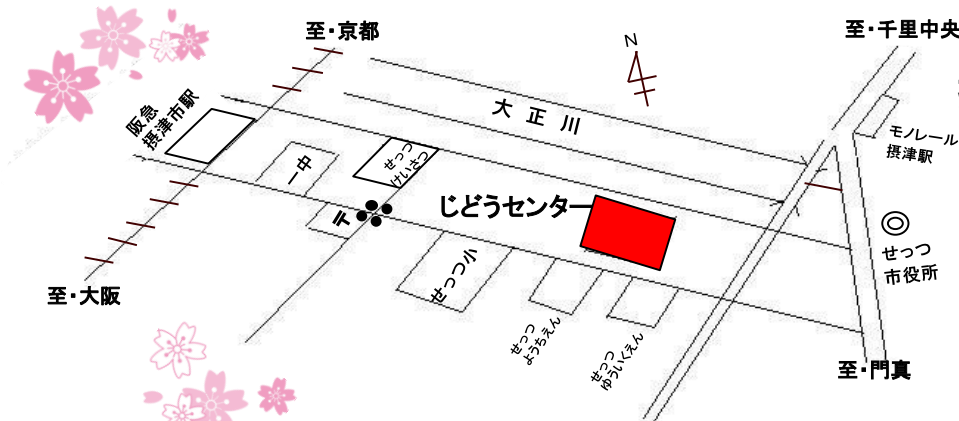 至・京都
至・千里中央
N
大正川
阪急
摂津市駅
モノレール
摂津駅
一中
せっつ
けいさつ
じどうセンター
〒
せっつ
市役所
せっつ小
至・大阪
せっつ
ようちえん
せっつ
ゆういくえん
至・門真